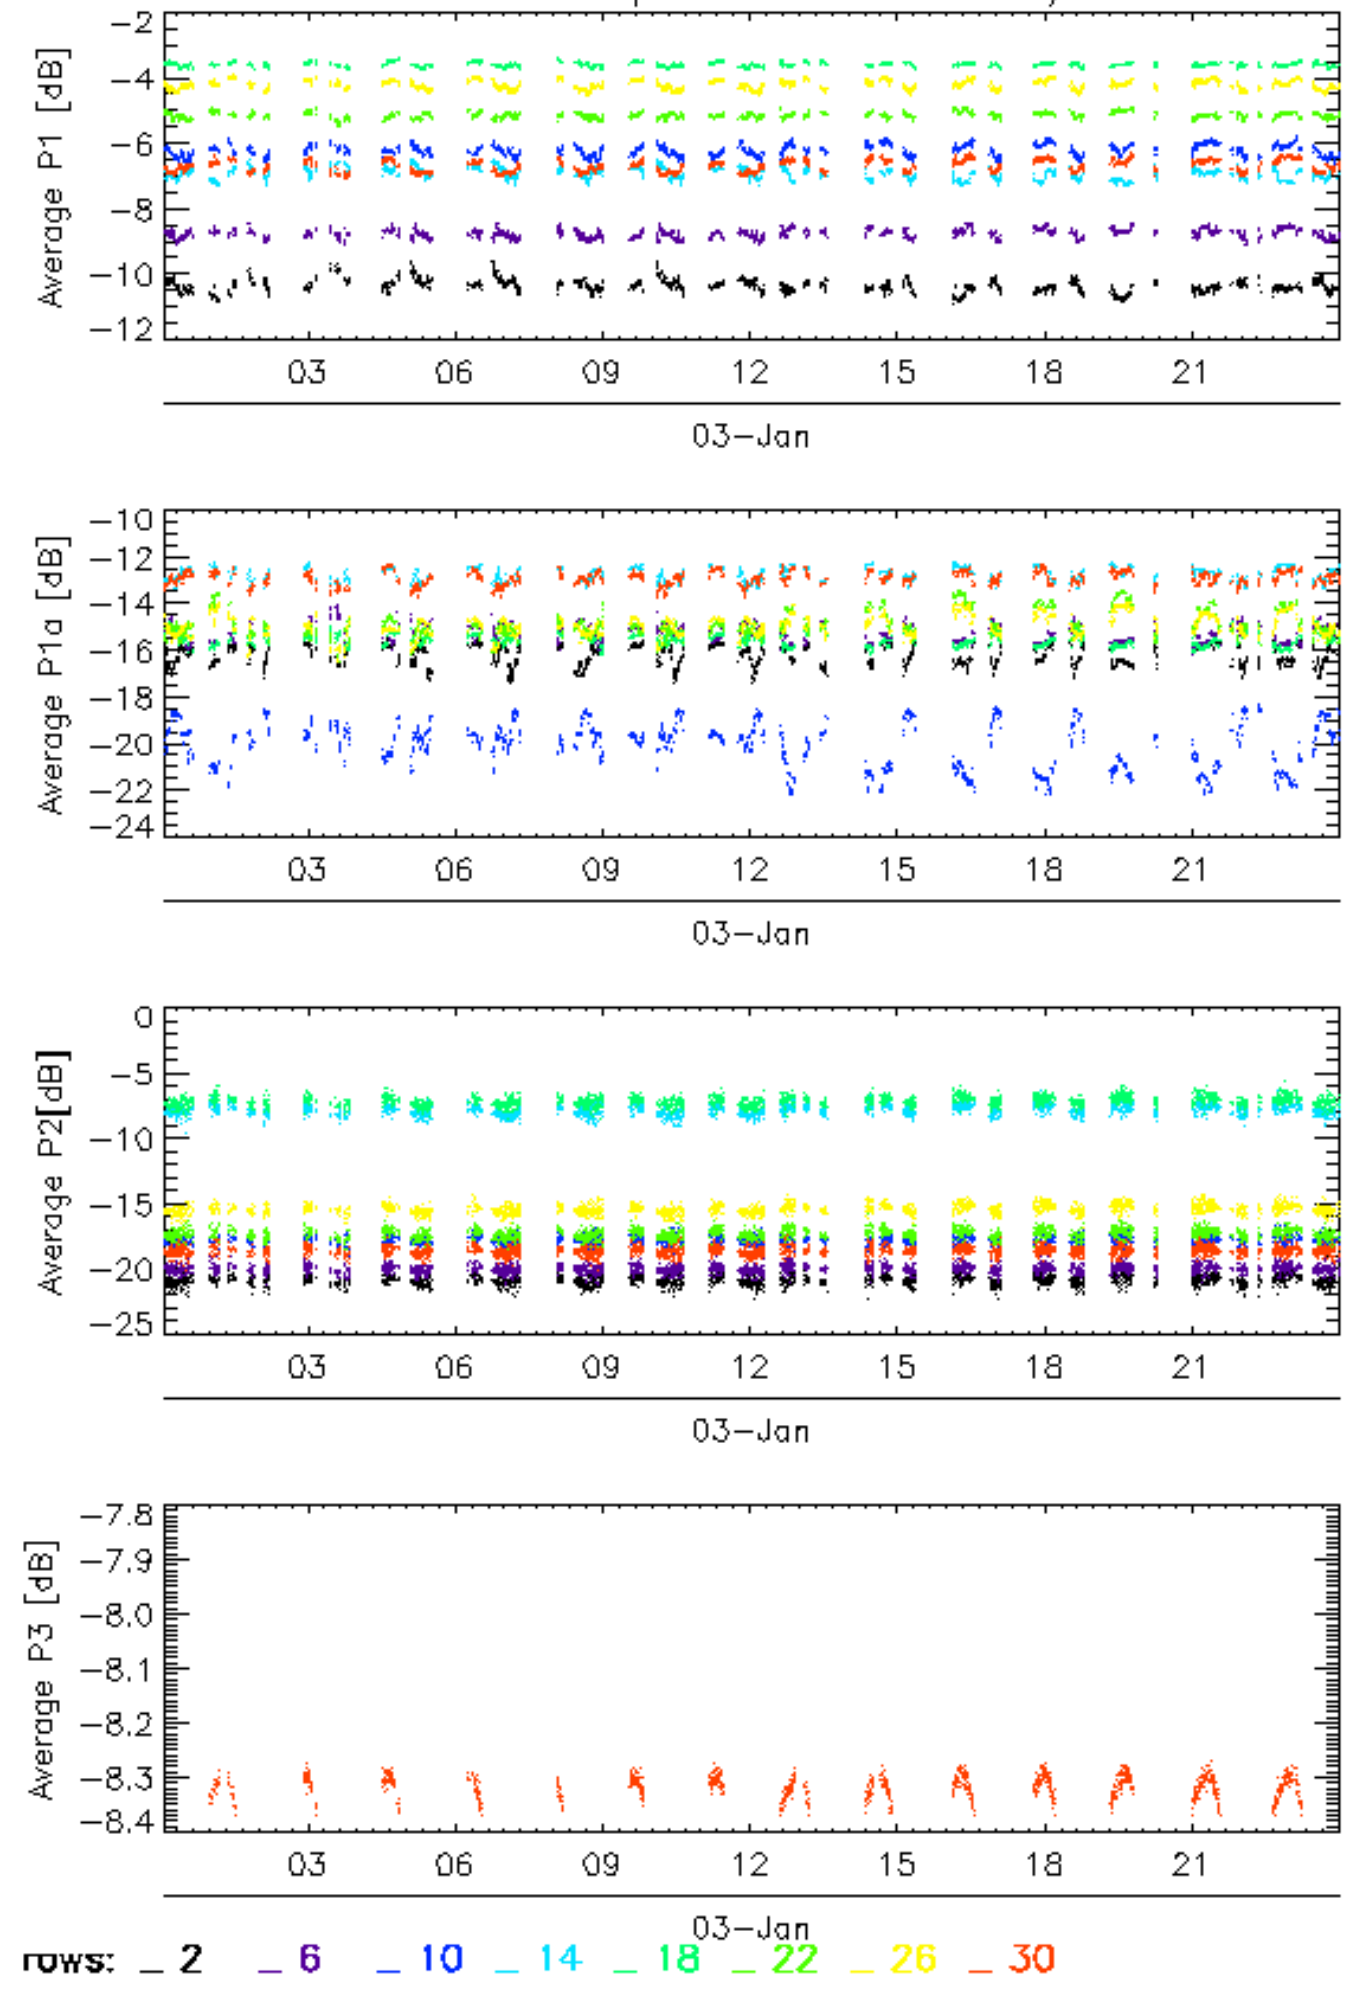 Average P1 [dB]
−2
−4
−6
−8
−10
−12
03 06 09 12 15 18 21
03−Jan
Average P1a [dB]
−10
−12
−14
−16
−18
−20
−22
−24
03 06 09 12 15 18 21
03−Jan
Average P2[dB]
0
−5
−10
−15
−20
−25
03 06 09 12 15 18 21
03−Jan
Average P3 [dB]
−7.8
−7.9
−8.0
−8.1
−8.2
−8.3
−8.4
03 06 09 12 15 18 21
03−Jan
rows: _ 2 _ 6 _ 10 _ 14 _ 18 _ 22 _ 26 _ 30